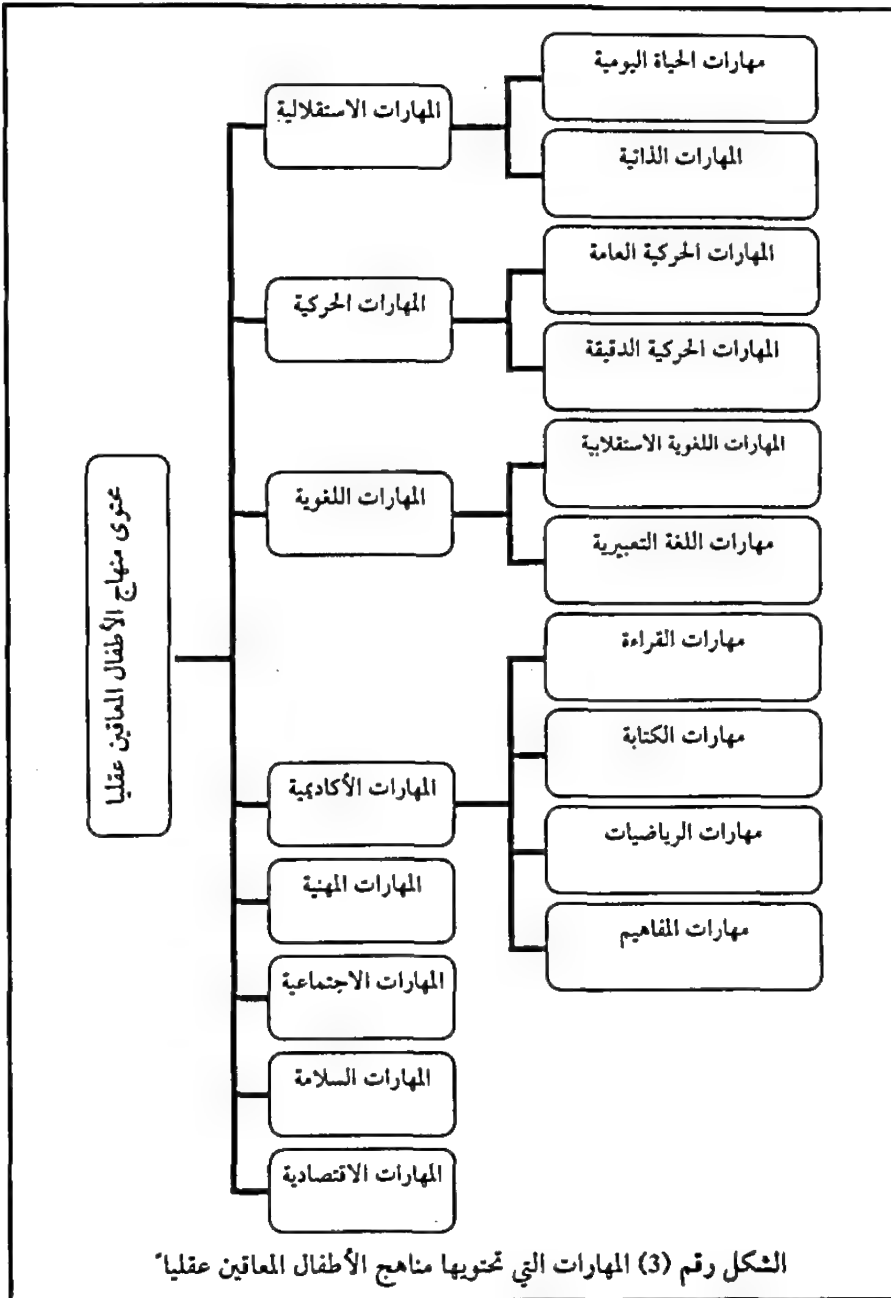 محتوى منهاج الأطفال المعاقين عقليا
المهارات الاستقلالية
مهارات الحياة اليومية
المهارات الذاتية
المهارات الحركية
المهارات الحركية العامة
المهارات الحركية الدقيقة
المهارات اللغوية
المهارات اللغوية الاستقلابية
مهارات اللغة التعبيرية
المهارات الأكاديمية
مهارات القراءة
مهارات الكتابة
مهارات الرياضيات
مهارات المفاهيم
المهارات المهنية
المهارات الاجتماعية
المهارات السلامة
المهارات الاقتصادية
الشكل رقم (3) المهارات التي تحتويها مناهج الأطفال المعاقين عقلياً